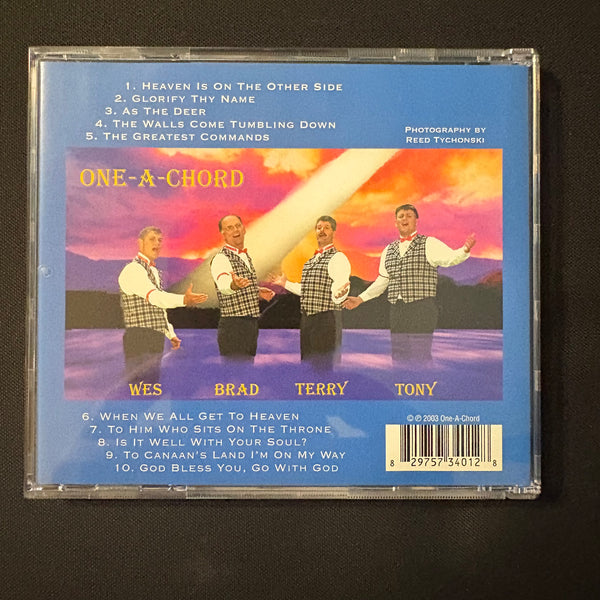 1. Heaven Is On The Other Side
2. Glorify Thy Name
3. As The Deer
4. The Walls Come Tumbling Down
5. The Greatest Commands
Photography by
Reed Tychonski
ONE-A-CHORD
WES BRAD TERRY TONY
6. When We All Get To Heaven
7. To Him Who Sits On The Throne
8. Is It Well With Your Soul?
9. To Canaan's Land I'm On My Way
10. God Bless You, Go With God
© ℗ 2003 One-A-Chord
8 29757 34012 8